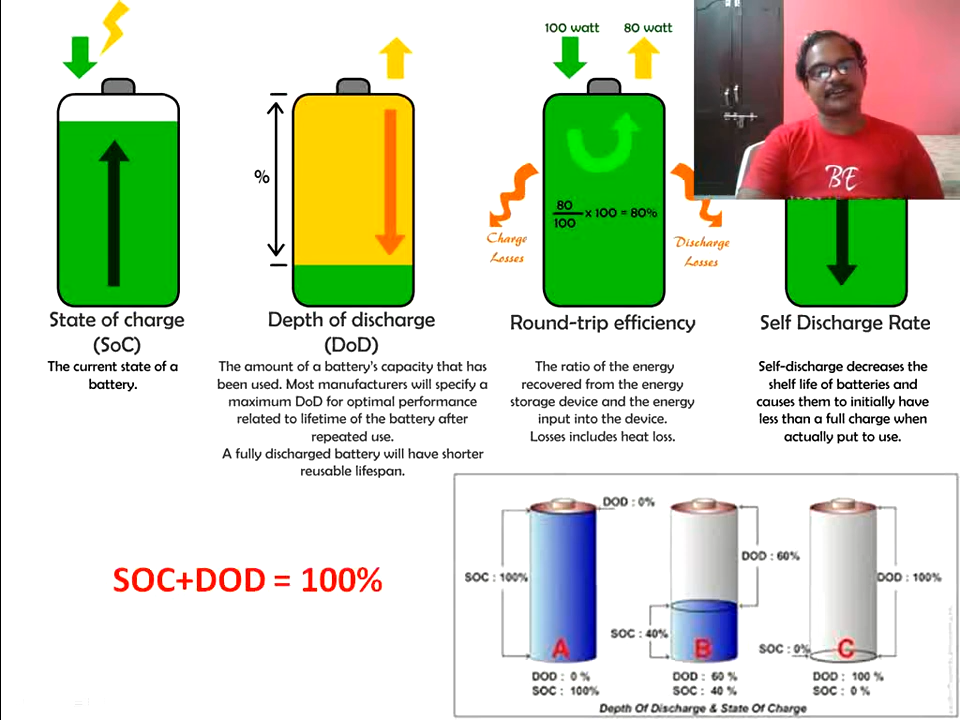 100 watt 80 watt
%
80
100
x 100 = 80%
Charge
Losses
Discharge
Losses
BE
State of charge
(SoC)
The current state of a
battery.
Depth of discharge
(DoD)
The amount of a battery's capacity that has
been used. Most manufacturers will specify a
maximum DoD for optimal performance
related to lifetime of the battery after
repeated use.
A fully discharged battery will have shorter
reusable lifespan.
Round-trip efficiency
The ratio of the energy
recovered from the energy
storage device and the energy
input into the device.
Losses includes heat loss.
Self Discharge Rate
Self-discharge decreases the
shelf life of batteries and
causes them to initially have
less than a full charge when
actually put to use.
SOC+DOD = 100%
DOD : 0%
SOC : 100%
A
DOD : 0 %
SOC : 100%
DOD : 60%
SOC : 40%
B
DOD : 60 %
SOC : 40 %
DOD : 100%
SOC : 0%
C
DOD : 100 %
SOC : 0 %
Depth Of Discharge & State Of Charge